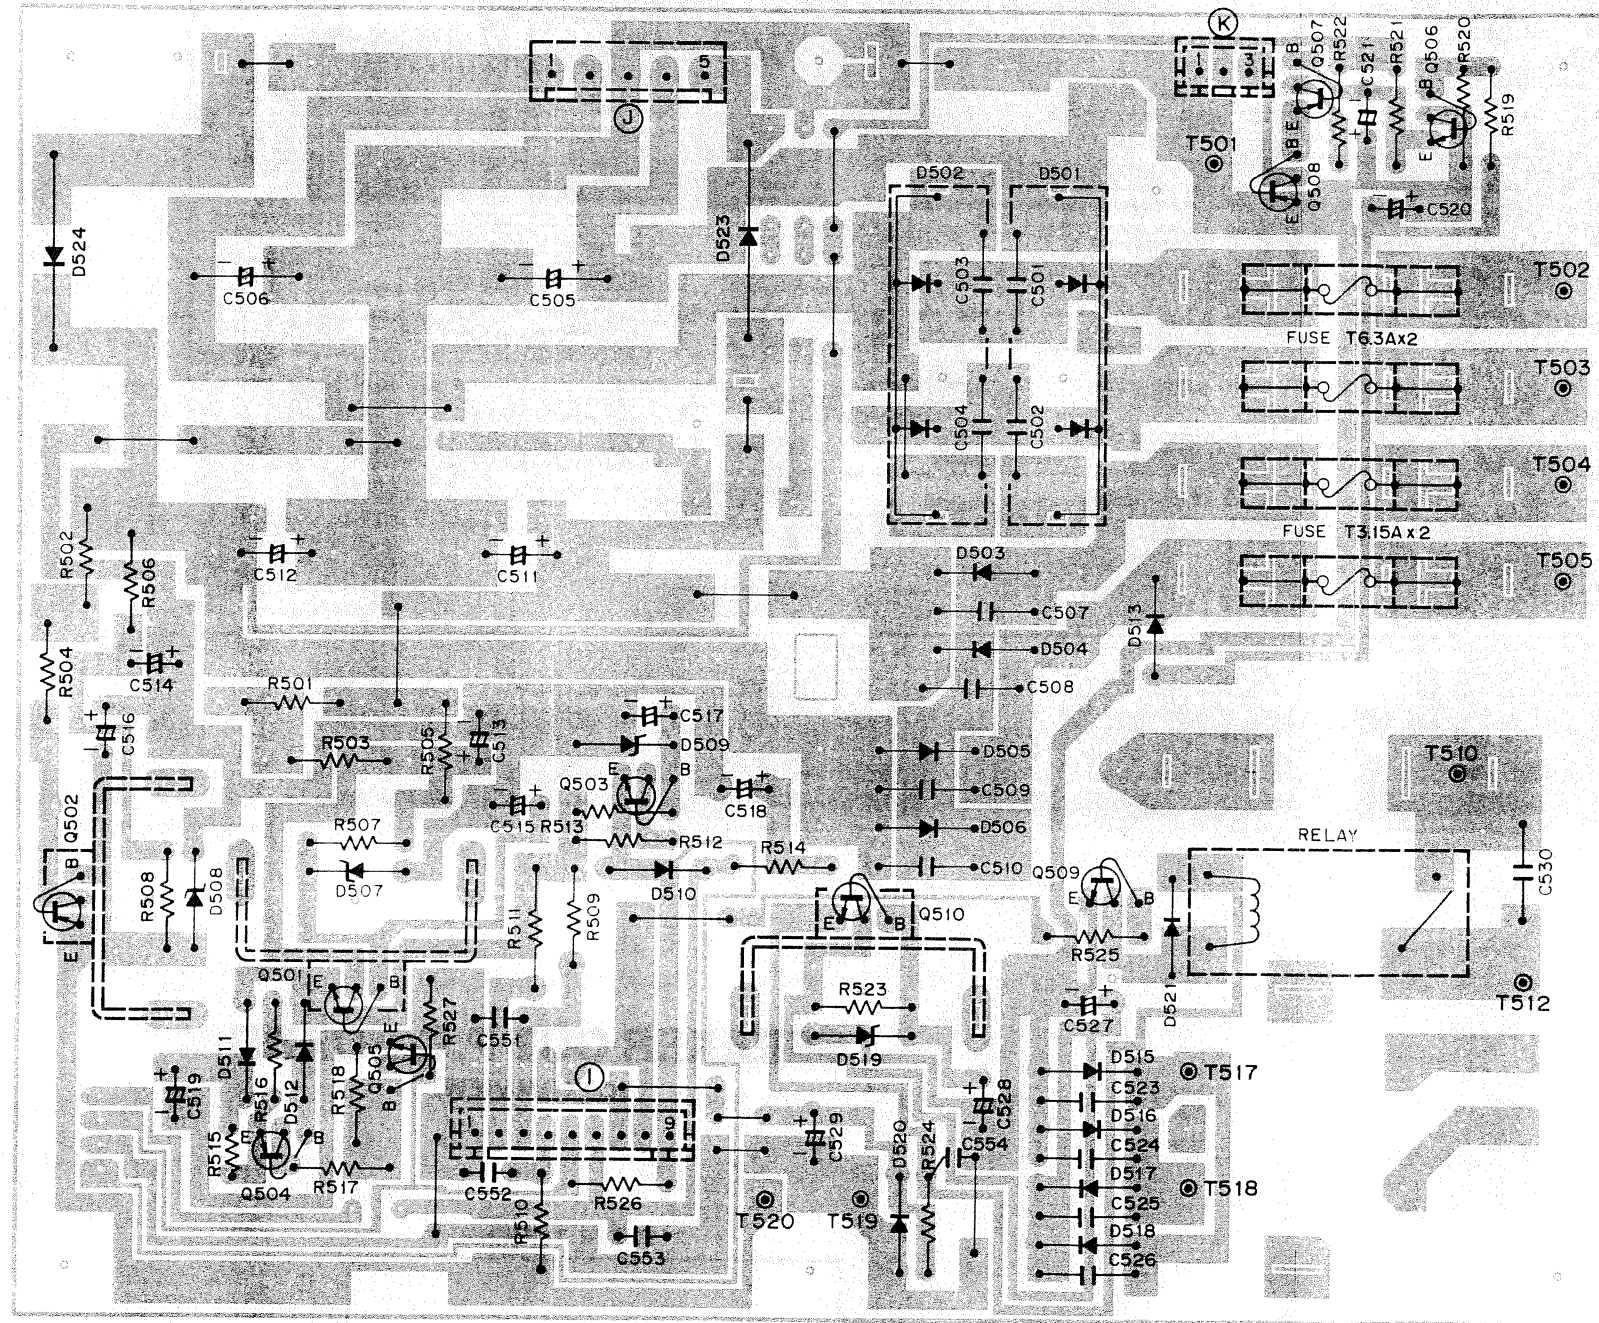 K
1
5
J
1
3
B
Q507
E
R522
C521
- +
R521
Q506
B
E
R520
R519
T501
B
E
Q508
- +
C520
D502
D501
D524
D523
- +
C506
- +
C505
C503
C501
T502
FUSE T6.3A×2
T503
C504
C502
T504
FUSE T3.15A×2
T505
R502
R506
- +
C512
- +
C511
D503
C507
D513
D504
C508
R504
- +
C514
R501
+
-
C516
R503
R505
-
+
C513
- +
C517
D509
D505
T510
Q503
E
B
- +
C518
C509
- +
C515
R513
D506
RELAY
Q502
B
E
R507
R512
R514
C510
D507
D510
Q509
E
B
C530
R508
D508
R511
R509
E
B
Q510
R525
Q501
E
B
R523
D521
T512
- +
C527
R527
C551
D519
D511
R516
D512
R518
Q505
E
B
I
D515
T517
C523
+
-
C519
+
-
C528
D516
1
9
+
-
C529
D520
R524
C554
C524
R515
E
B
Q504
R517
C552
R526
D517
T518
C525
R510
T520
T519
D518
C553
C526